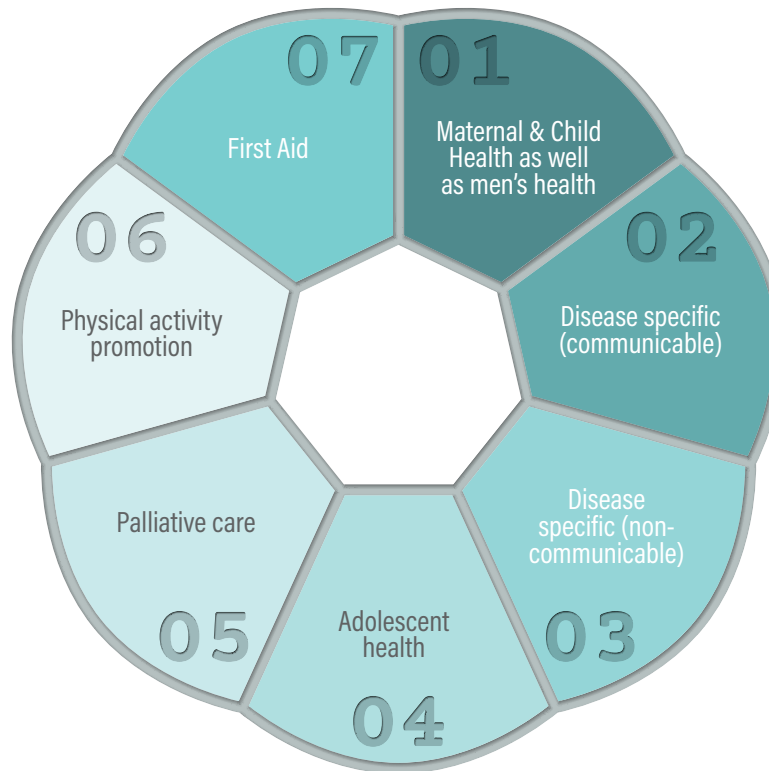 01
Maternal & Child
Health as well
as men's health
02
Disease specific
(communicable)
03
Disease
specific (non-
communicable)
04
Adolescent
health
05
Palliative care
06
Physical activity
promotion
07
First Aid